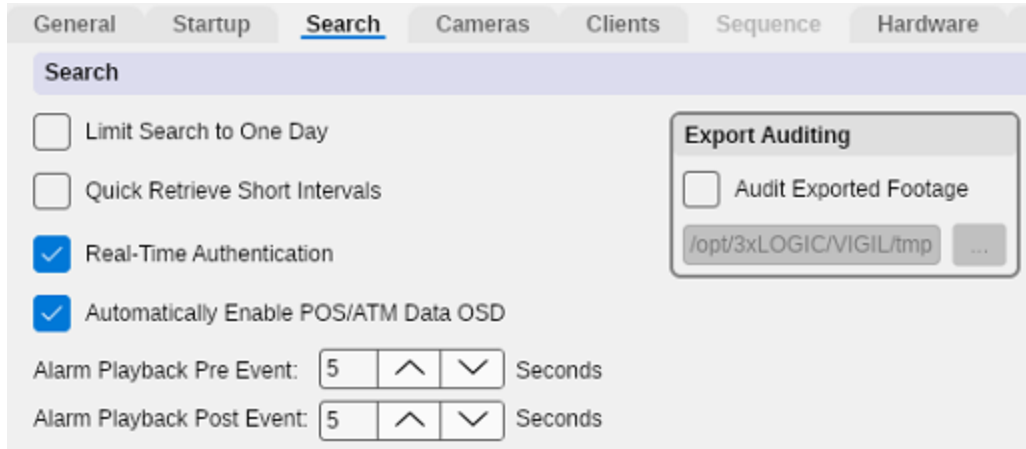 General Startup Search Cameras Clients Sequence Hardware
Search
Limit Search to One Day
Quick Retrieve Short Intervals
Real-Time Authentication
Automatically Enable POS/ATM Data OSD
Alarm Playback Pre Event: 5 Seconds
Alarm Playback Post Event: 5 Seconds
Export Auditing
Audit Exported Footage
/opt/3xLOGIC/VIGIL/tmp ...